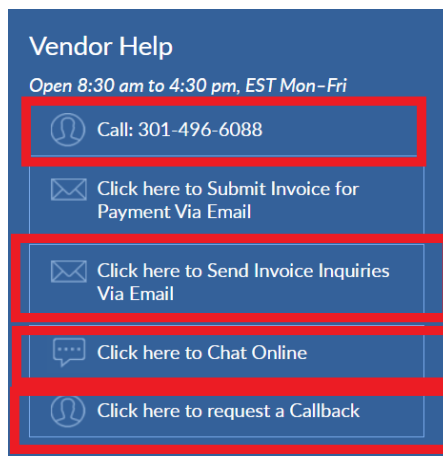 Vendor Help
Open 8:30 am to 4:30 pm, EST Mon–Fri
Call: 301-496-6088
Click here to Submit Invoice for
Payment Via Email
Click here to Send Invoice Inquiries
Via Email
Click here to Chat Online
Click here to request a Callback